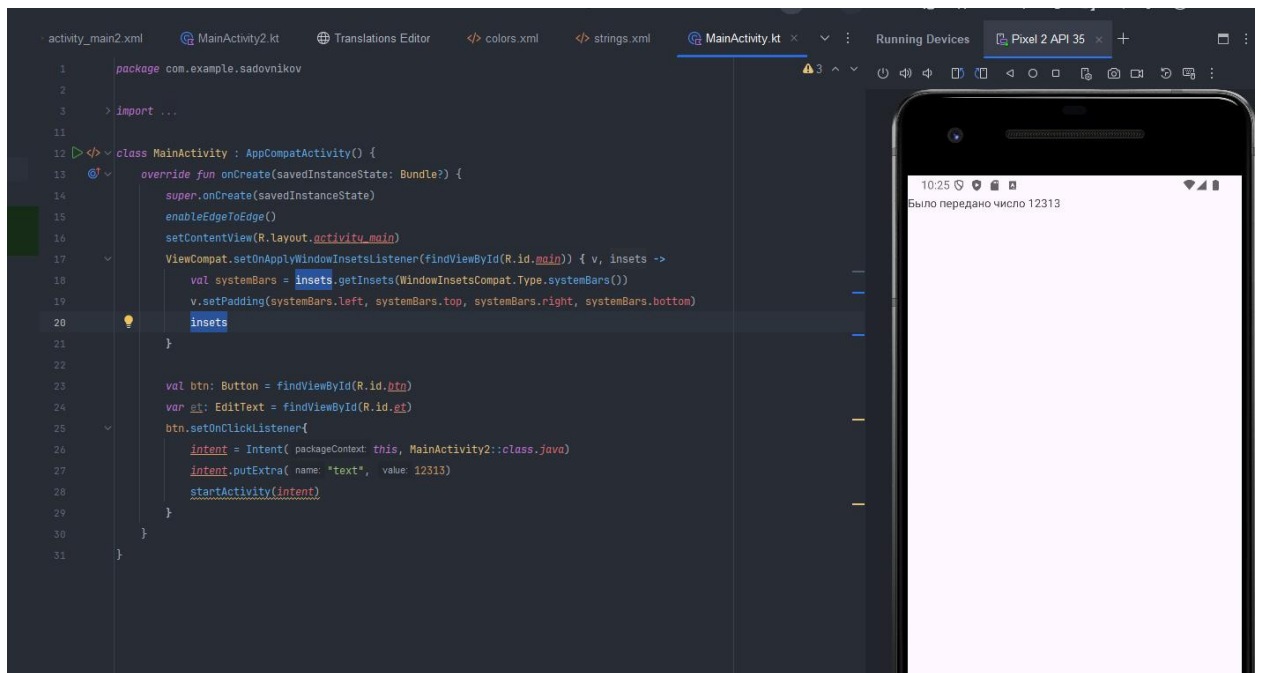 activity_main2.xml MainActivity2.kt Translations Editor colors.xml strings.xml MainActivity.kt Running Devices Pixel 2 API 35
1 package com.example.sadovnikov
3
2
3 import ...
11
12 class MainActivity : AppCompatActivity() {
13 override fun onCreate(savedInstanceState: Bundle?) {
14 super.onCreate(savedInstanceState)
15 enableEdgeToEdge()
16 setContentView(R.layout.activity_main)
17 ViewCompat.setOnApplyWindowInsetsListener(findViewById(R.id.main)) { v, insets ->
18 val systemBars = insets.getInsets(WindowInsetsCompat.Type.systemBars())
19 v.setPadding(systemBars.left, systemBars.top, systemBars.right, systemBars.bottom)
20 insets
21 }
22
23 val btn: Button = findViewById(R.id.btn)
24 var et: EditText = findViewById(R.id.et)
25 btn.setOnClickListener{
26 intent = Intent( packageContext: this, MainActivity2::class.java)
27 intent.putExtra( name: "text", value: 12313)
28 startActivity(intent)
29 }
30 }
31 }
10:25
Было передано число 12313